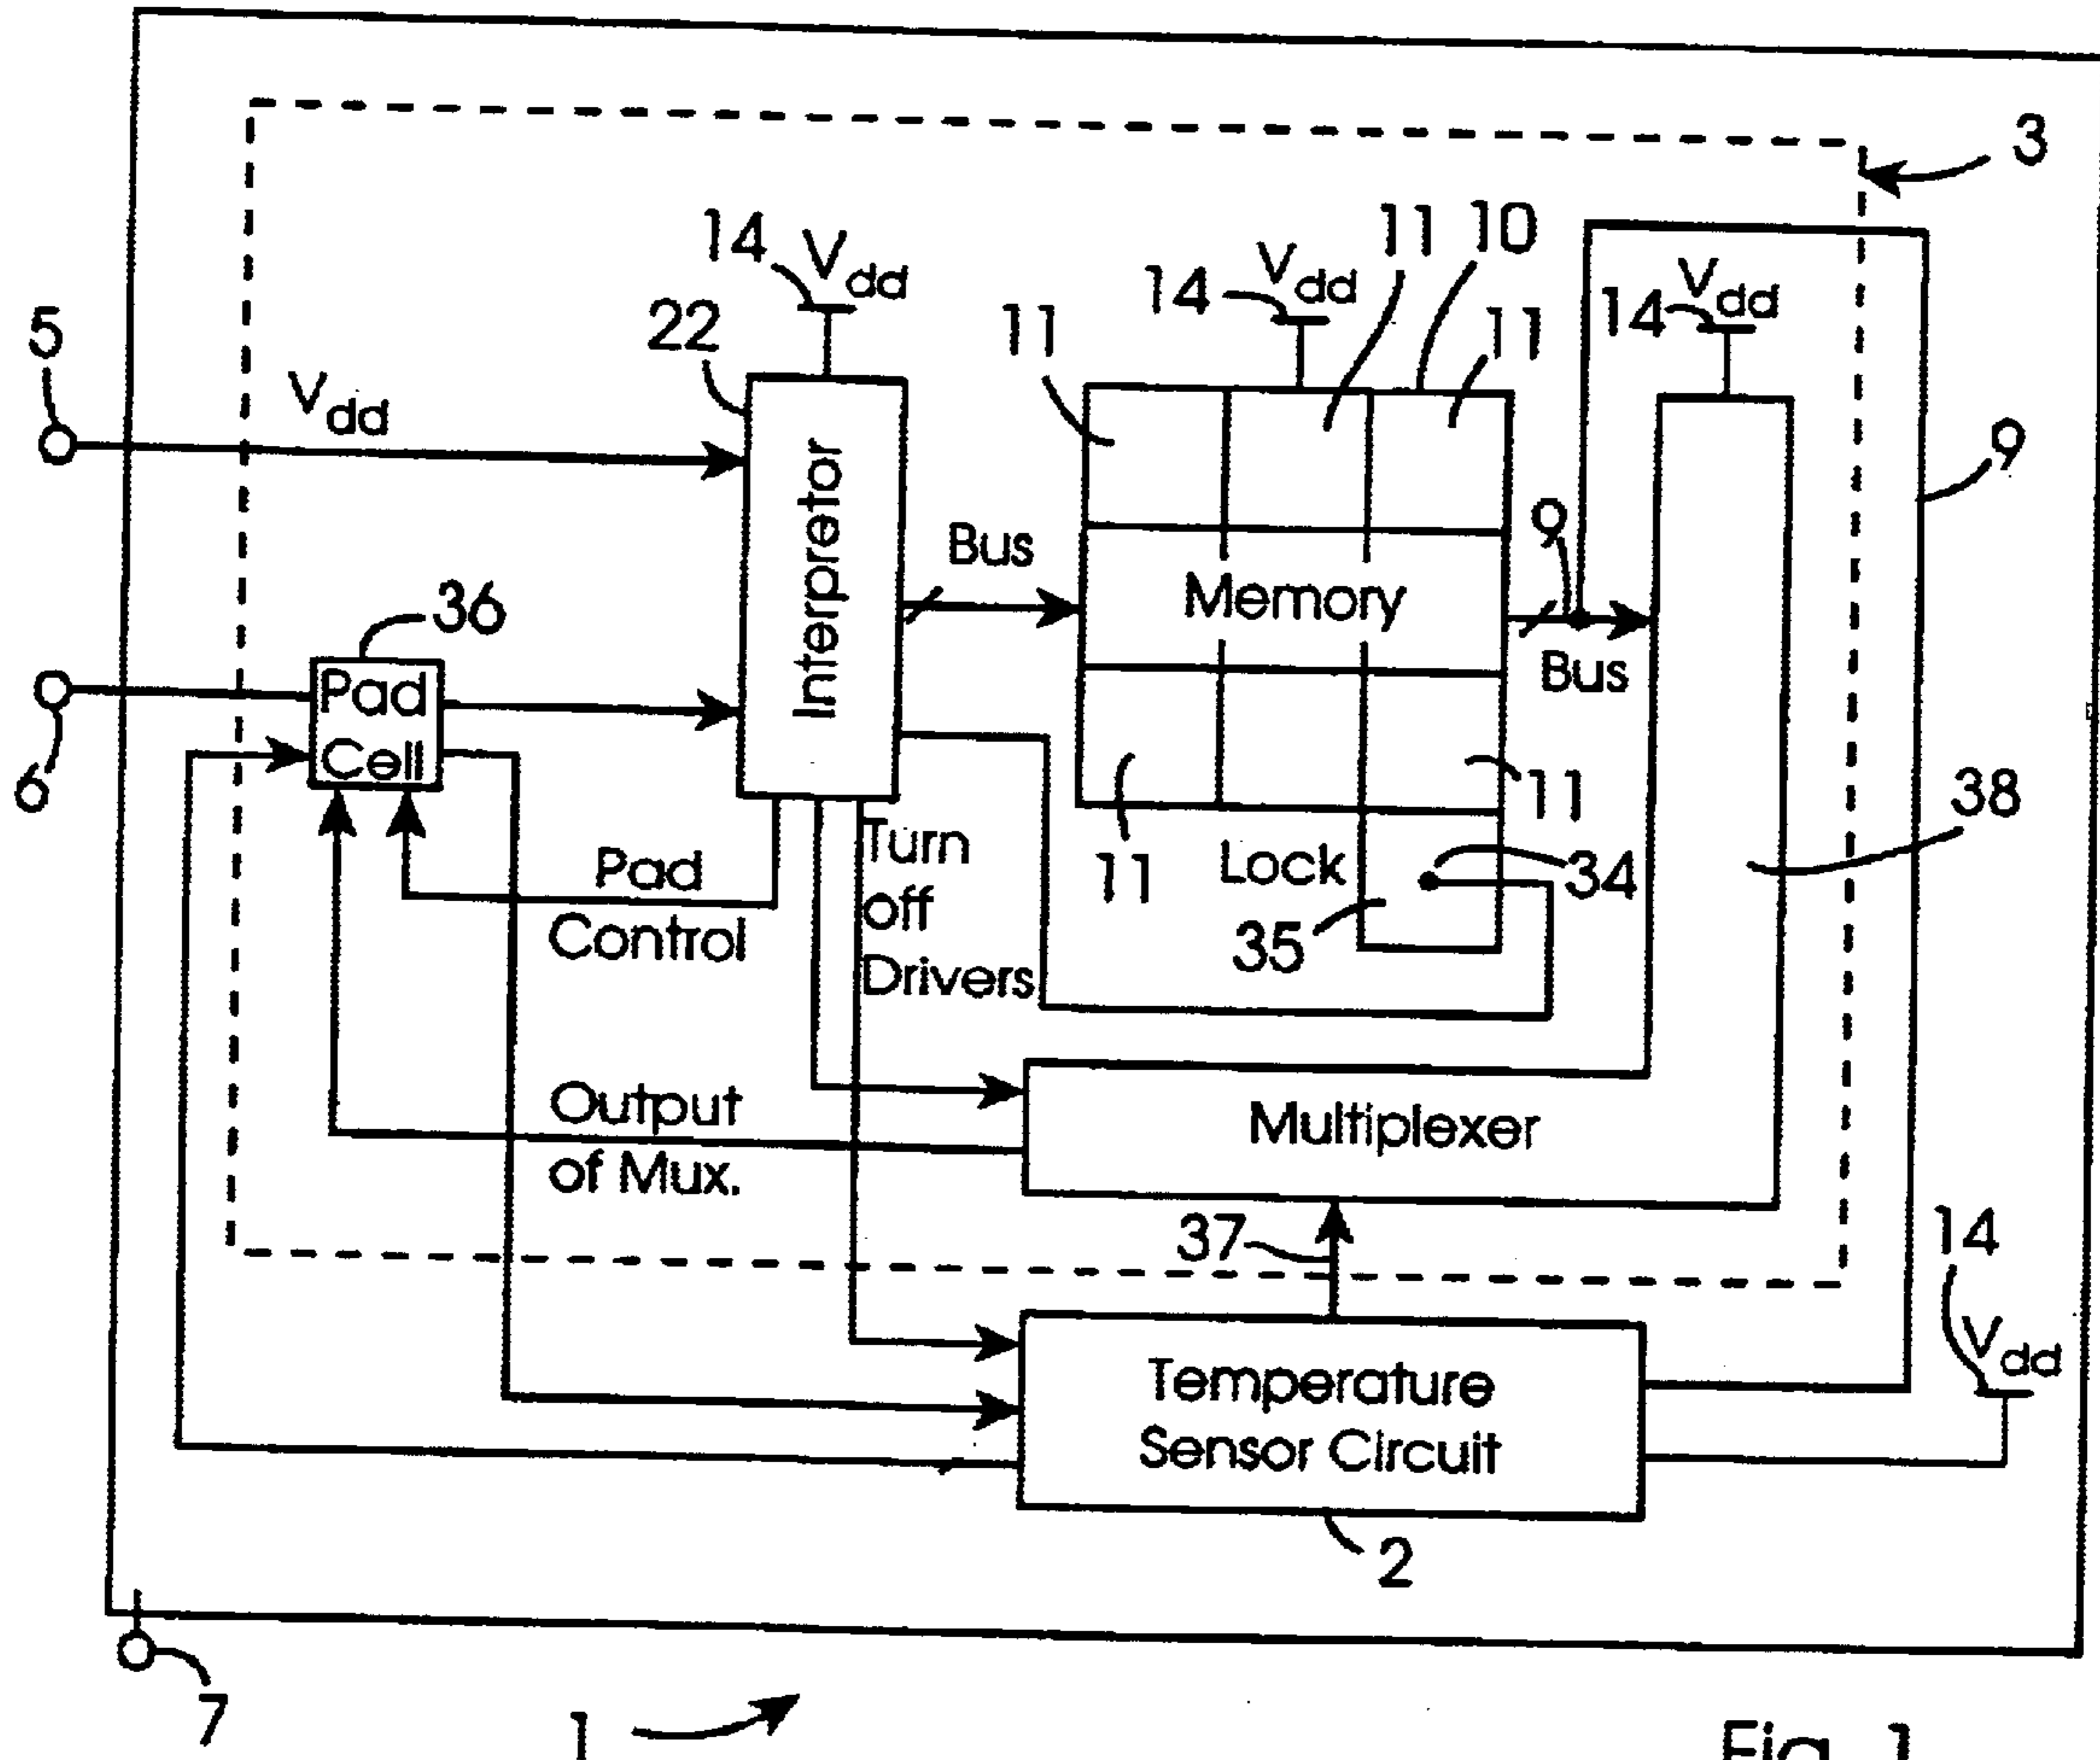 3
14
Vdd
11
10
14
Vdd
14
Vdd
22
11
11
5
Vdd
9
Interpretor
Bus
9
Memory
Bus
36
Pad
Cell
6
11
11
38
Turn
off
Drivers
Pad
Control
Lock
34
35
Output
of Mux.
Multiplexer
37
14
Vdd
Temperature
Sensor Circuit
2
7
1
Fig. 1